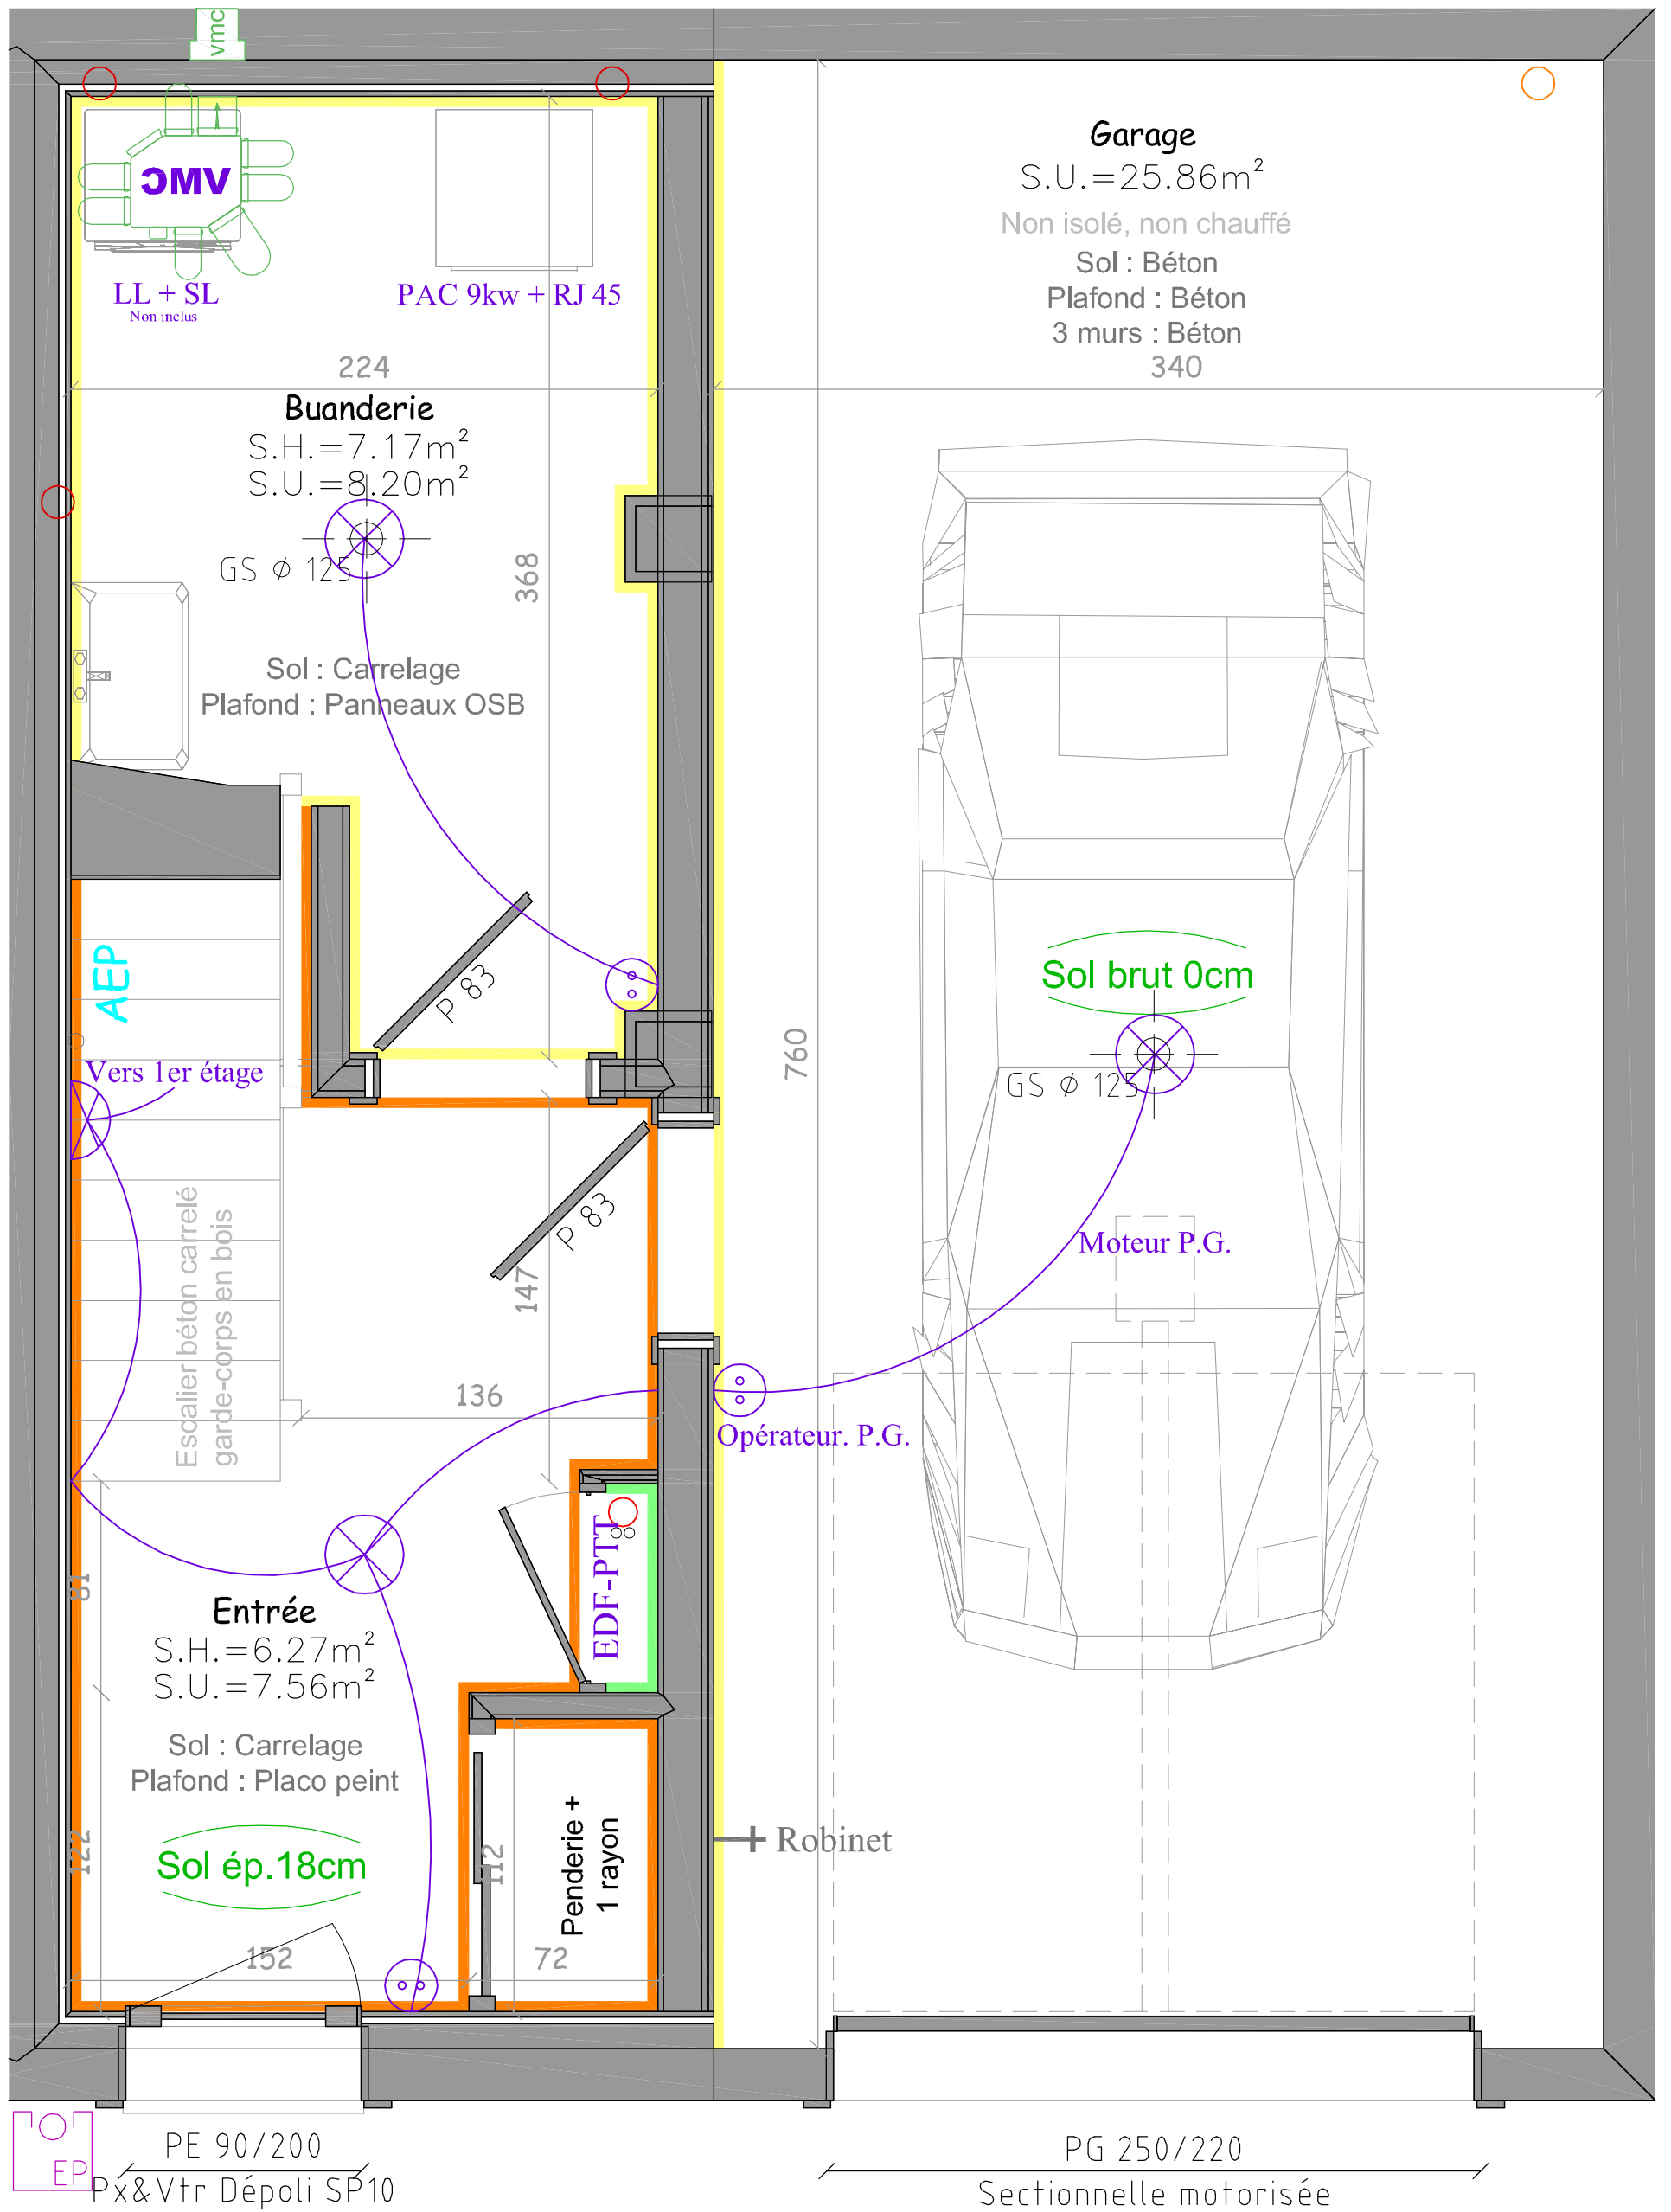 vmc
Garage
S.U.=25.86m²
Non isolé, non chauffé
Sol : Béton
Plafond : Béton
3 murs : Béton
VMC
LL + SL
Non inclus
PAC 9kw + RJ 45
224
340
Buanderie
S.H.=7.17m²
S.U.=8.20m²
GS ϕ 125
368
Sol : Carrelage
Plafond : Panneaux OSB
P 83
AEP
Vers 1er étage
Sol brut 0cm
760
GS ϕ 125
P 83
147
Escalier béton carrelé
garde-corps en bois
Moteur P.G.
136
Opérateur. P.G.
EDF-PTT
81
Entrée
S.H.=6.27m²
S.U.=7.56m²
Sol : Carrelage
Plafond : Placo peint
Sol ép.18cm
122
112
Penderie +
1 rayon
Robinet
152
72
EP
PE 90/200
Px&Vtr Dépoli SP10
PG 250/220
Sectionnelle motorisée